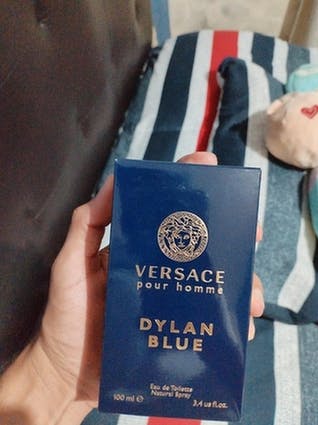 VERSACE
pour homme
DYLAN
BLUE
Eau de Toilette
Natural Spray
100 ml e 3.4 us fl.oz.